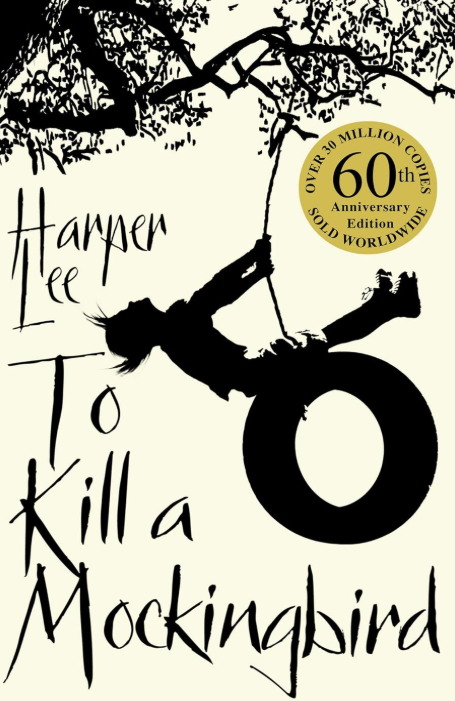 OVER 30 MILLION COPIES
60th
Anniversary
Edition
SOLD WORLDWIDE
Harper
Lee
To
Kill a
Mockingbird